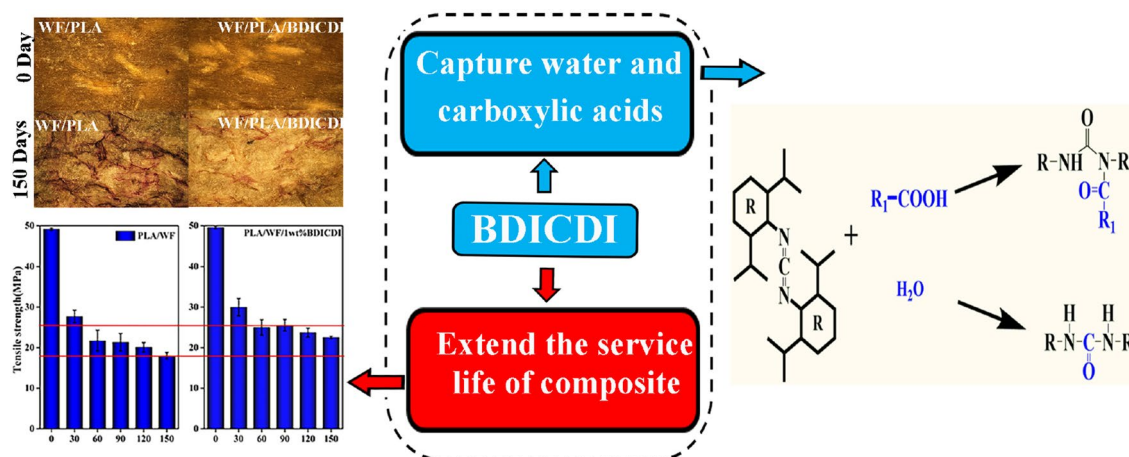 WF/PLA
WF/PLA/BDICDI
0 Day
WF/PLA
WF/PLA/BDICDI
150 Days
Tensile strength(MPa)
50
40
30
20
10
0
PLA/WF
0 30 60 90 120 150
PLA/WF/1wt%BDICDI
50
40
30
20
10
0
0 30 60 90 120 150
Capture water and
carboxylic acids
BDICDI
Extend the service
life of composite
R
N
C
N
R
+
R₁-COOH
H₂O
O
R-NH N-R
O=C
R₁
H H
R-N-C-N-R
O